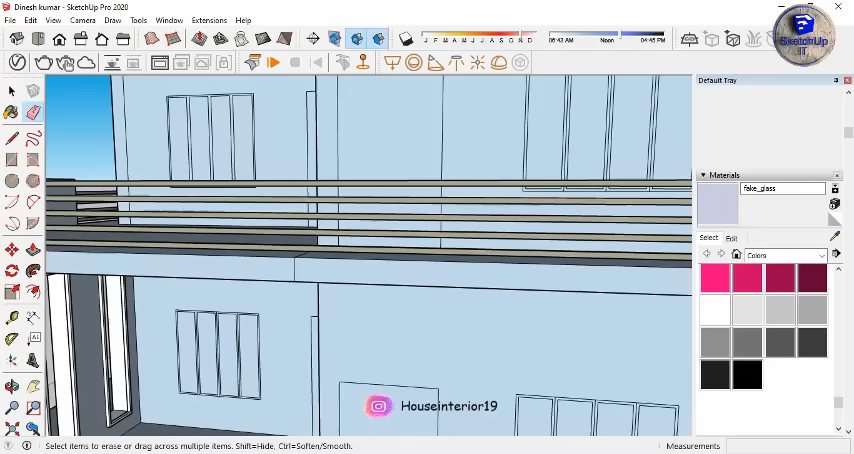 Dinesh kumar - SketchUp Pro 2020
File Edit View Camera Draw Tools Window Extensions Help
J F M A M J J A S O N D 06:43 AM Noon 04:45 PM
SketchUp
IT
Default Tray
Materials
fake_glass
Select Edit
Colors
A1
Houseinterior19
Select items to erase or drag across multiple items. Shift=Hide, Ctrl=Soften/Smooth.
Measurements